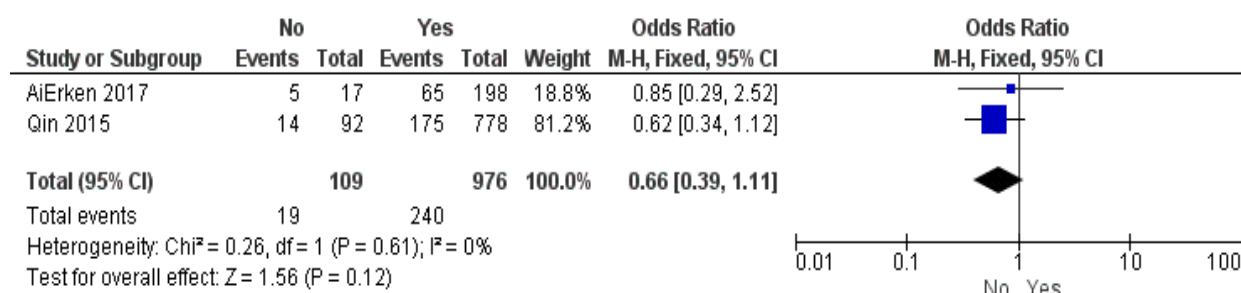 No Yes Odds Ratio Odds Ratio
Study or Subgroup Events Total Events Total Weight M-H, Fixed, 95% CI M-H, Fixed, 95% CI
AiErken 2017 5 17 65 198 18.8% 0.85 [0.29, 2.52]
Qin 2015 14 92 175 778 81.2% 0.62 [0.34, 1.12]
Total (95% CI) 109 976 100.0% 0.66 [0.39, 1.11]
Total events 19 240
Heterogeneity: Chi² = 0.26, df = 1 (P = 0.61); I² = 0%
Test for overall effect: Z = 1.56 (P = 0.12)
0.01 0.1 1 10 100
No Yes